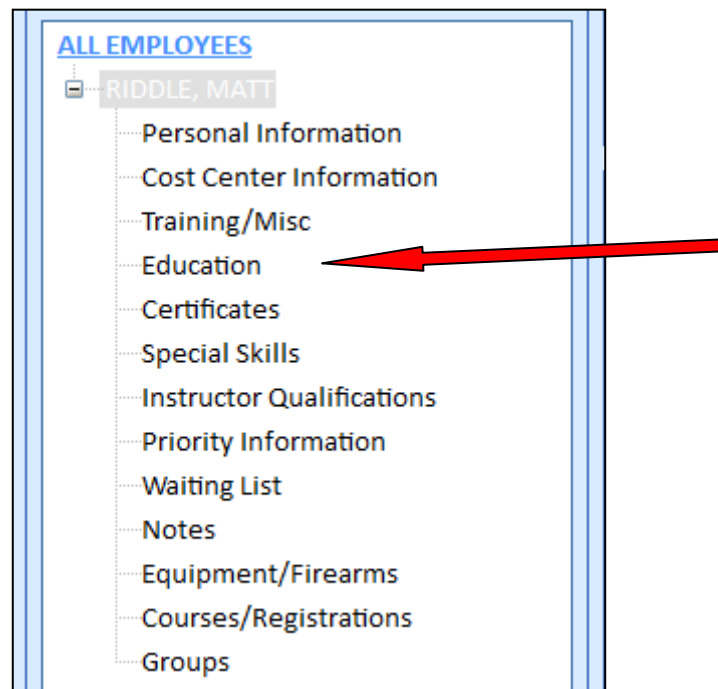 ALL EMPLOYEES
RIDDLE, MATT
Personal Information
Cost Center Information
Training/Misc
Education
Certificates
Special Skills
Instructor Qualifications
Priority Information
Waiting List
Notes
Equipment/Firearms
Courses/Registrations
Groups